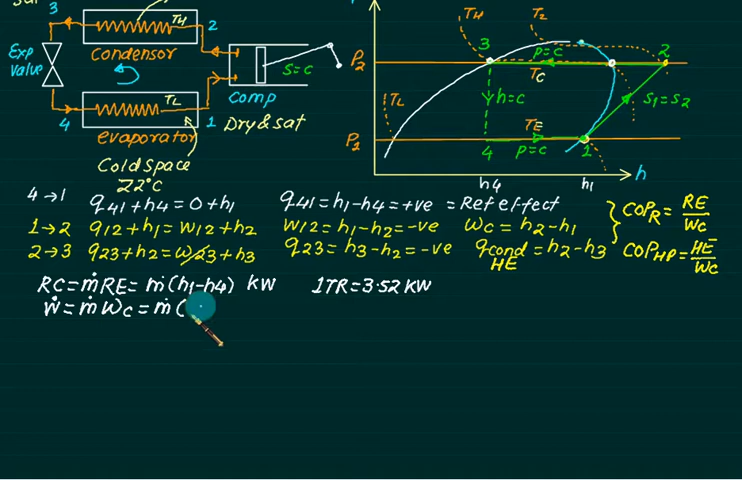 3
TH
2
Condensor
Exp
valve
S=C
TL
comp
4
1
Dry & sat
evaporator
Cold space
22°C
TH
T2
3
P=C
2
P2
TC
h=c
S1=S2
TL
TE
P1
4
P=C
1
h
h4
h1
4→1 q41+h4=0+h1 q41=h1-h4=+ve =Ref effect
1→2 q12+h1=w12+h2 w12=h1-h2=-ve wc=h2-h1
2→3 q23+h2=w23+h3 q23=h3-h2=-ve qcond=h2-h3
HE
COPR=RE/Wc
COPHP=HE/Wc
RC=ṁRE=ṁ(h1-h4) KW 1TR=3.52KW
Ẇ=ṁWc=ṁ(